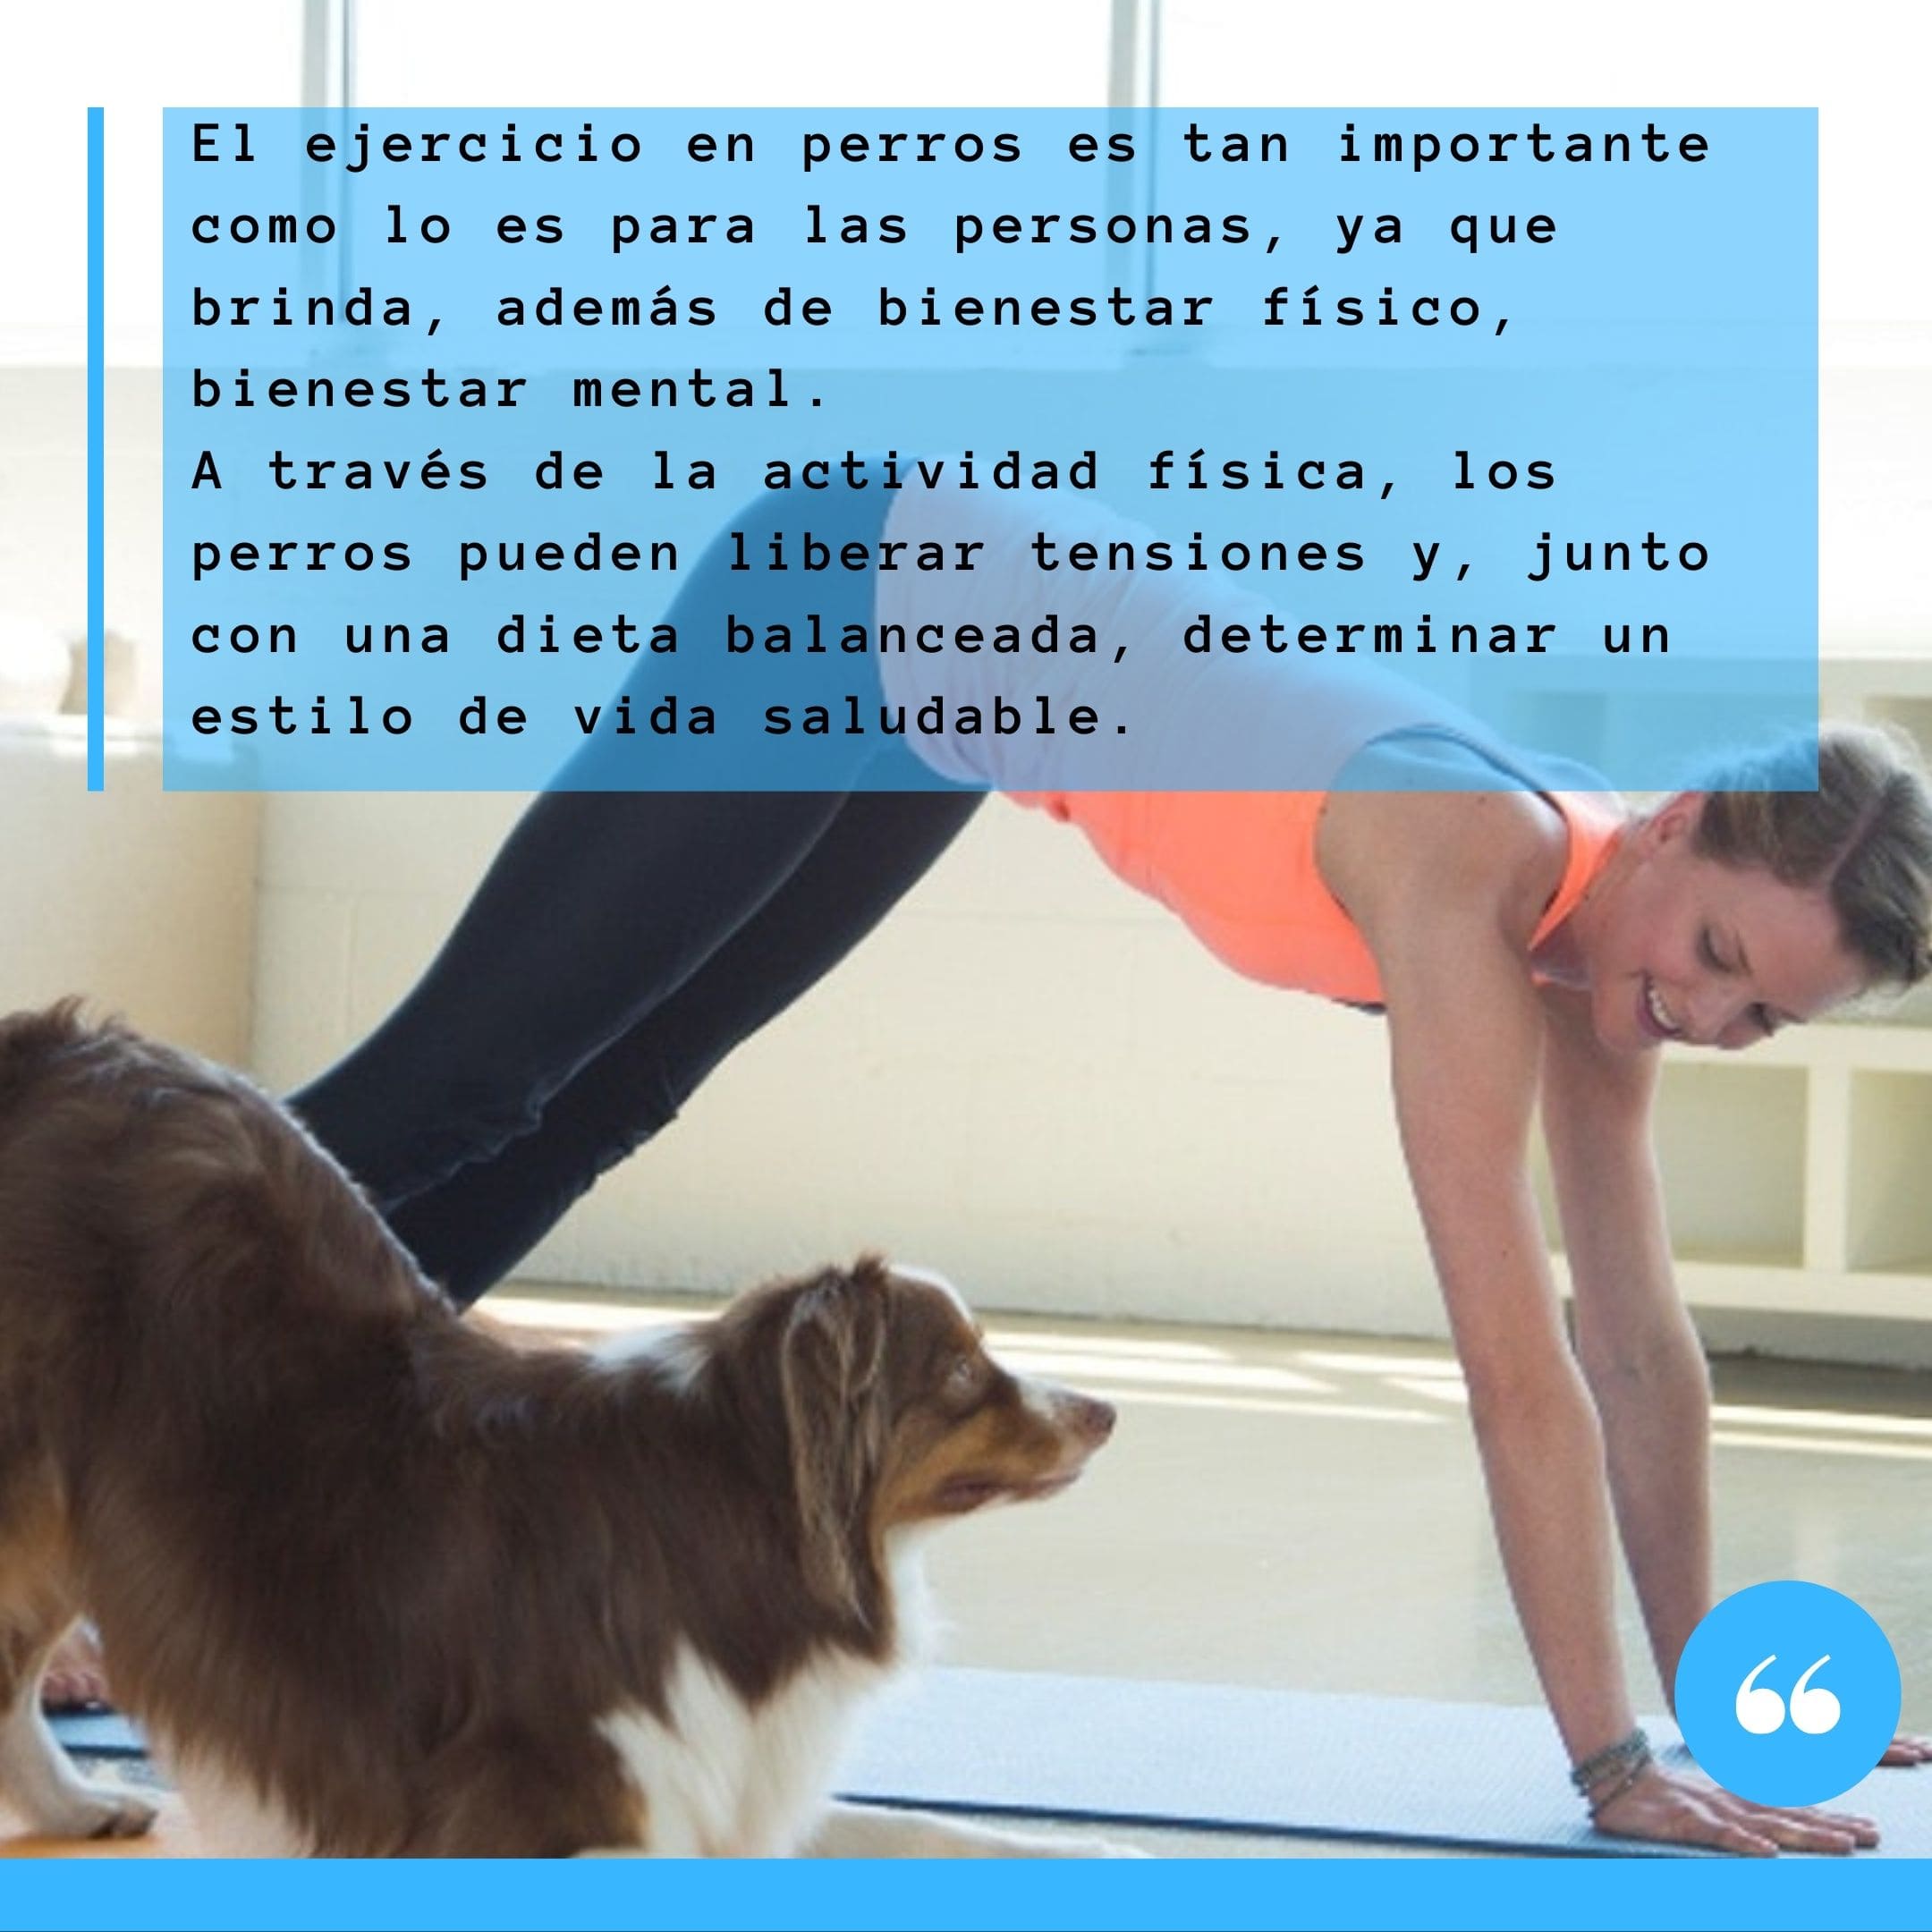 El ejercicio en perros es tan importante
como lo es para las personas, ya que
brinda, además de bienestar físico,
bienestar mental.
A través de la actividad física, los
perros pueden liberar tensiones y, junto
con una dieta balanceada, determinar un
estilo de vida saludable.